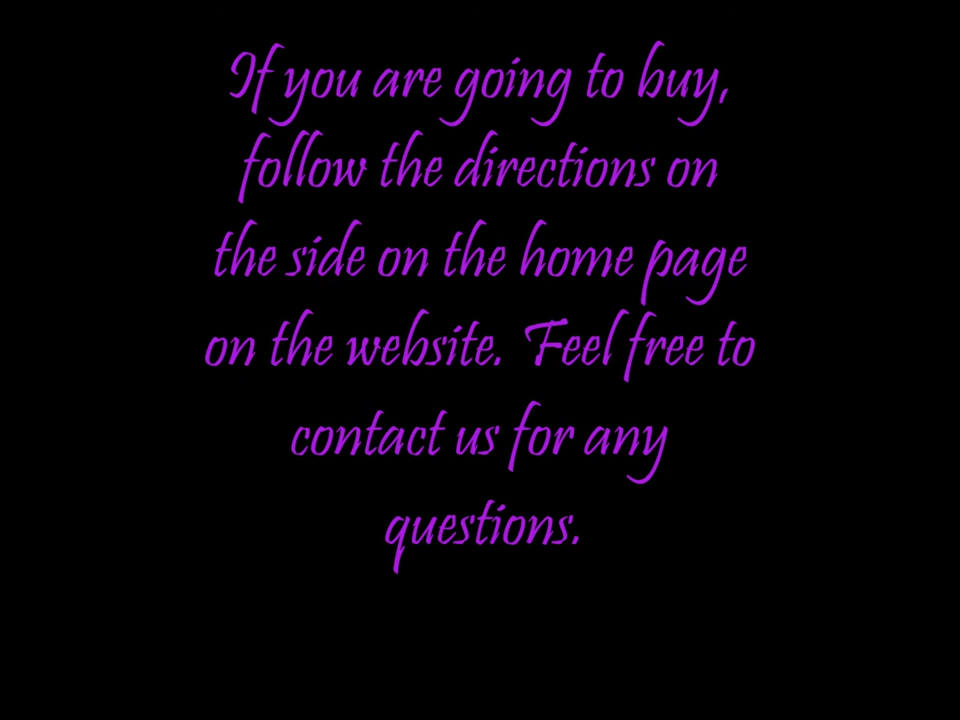 If you are going to buy,
follow the directions on
the side on the home page
on the website. Feel free to
contact us for any
questions.